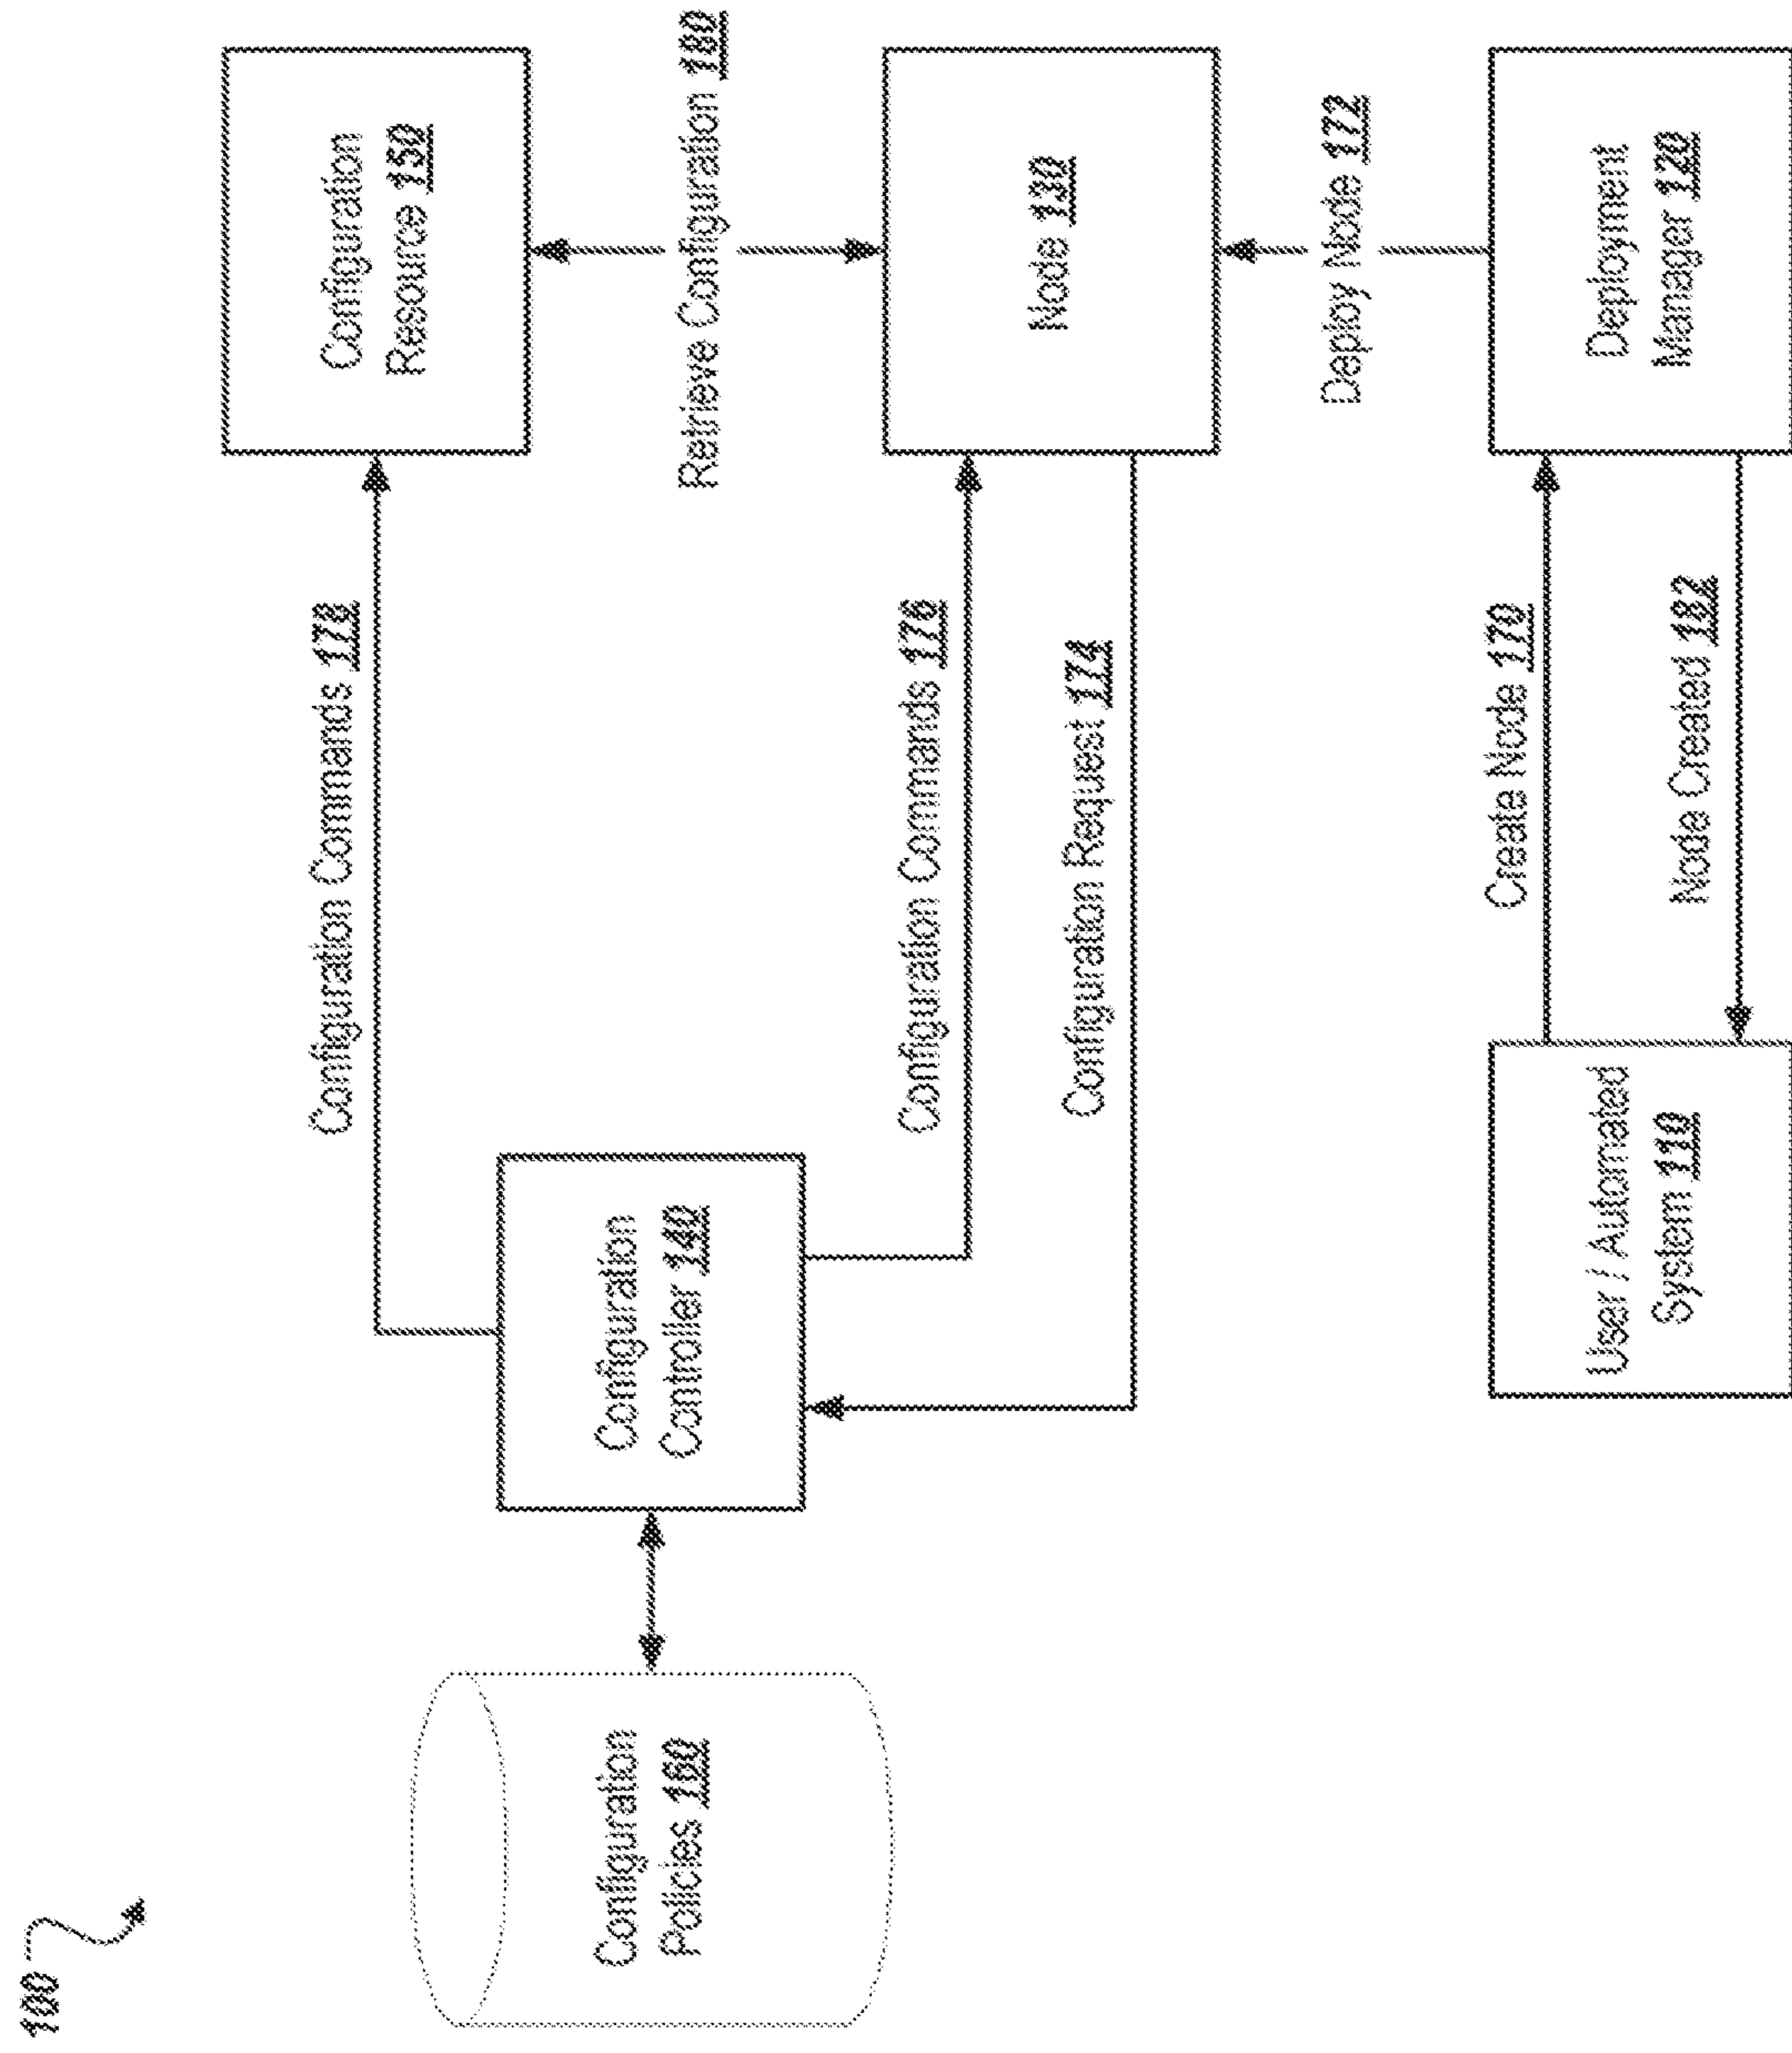 100
Configuration
Policies 160
Configuration
Controller 140
Configuration Commands 178
Configuration
Resource 150
Retrieve Configuration 180
Configuration Commands 176
Configuration Request 174
Node 130
Deploy Node 172
User / Automated
System 110
Create Node 170
Node Created 182
Deployment
Manager 120